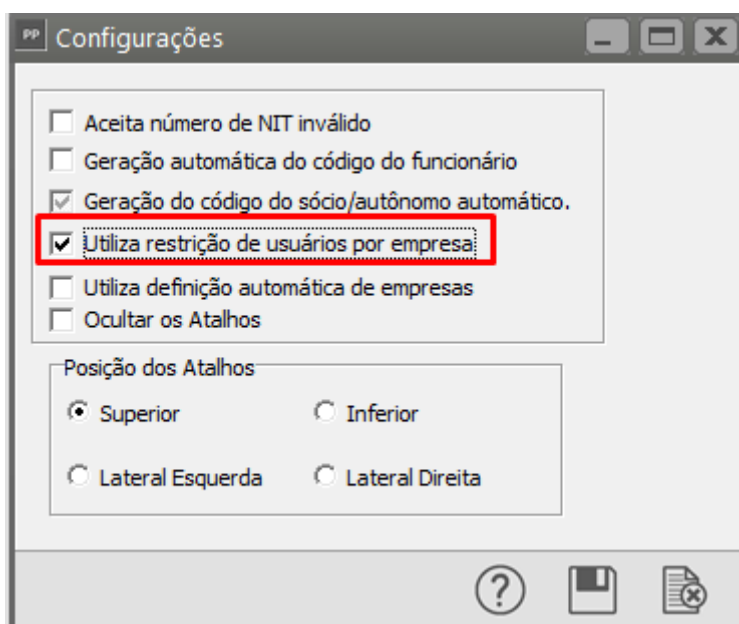 PP Configurações
Aceita número de NIT inválido
Geração automática do código do funcionário
Geração do código do sócio/autônomo automático.
Utiliza restrição de usuários por empresa
Utiliza definição automática de empresas
Ocultar os Atalhos
Posição dos Atalhos
Superior Inferior
Lateral Esquerda Lateral Direita
?